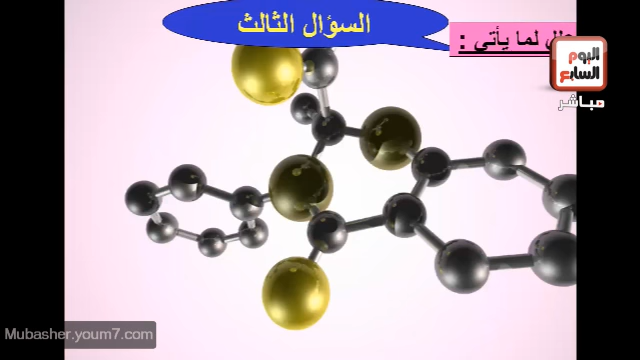 السؤال الثالث
علل لما يأتي :
اليوم
السابع
مباشر
Mubasher.youm7.com